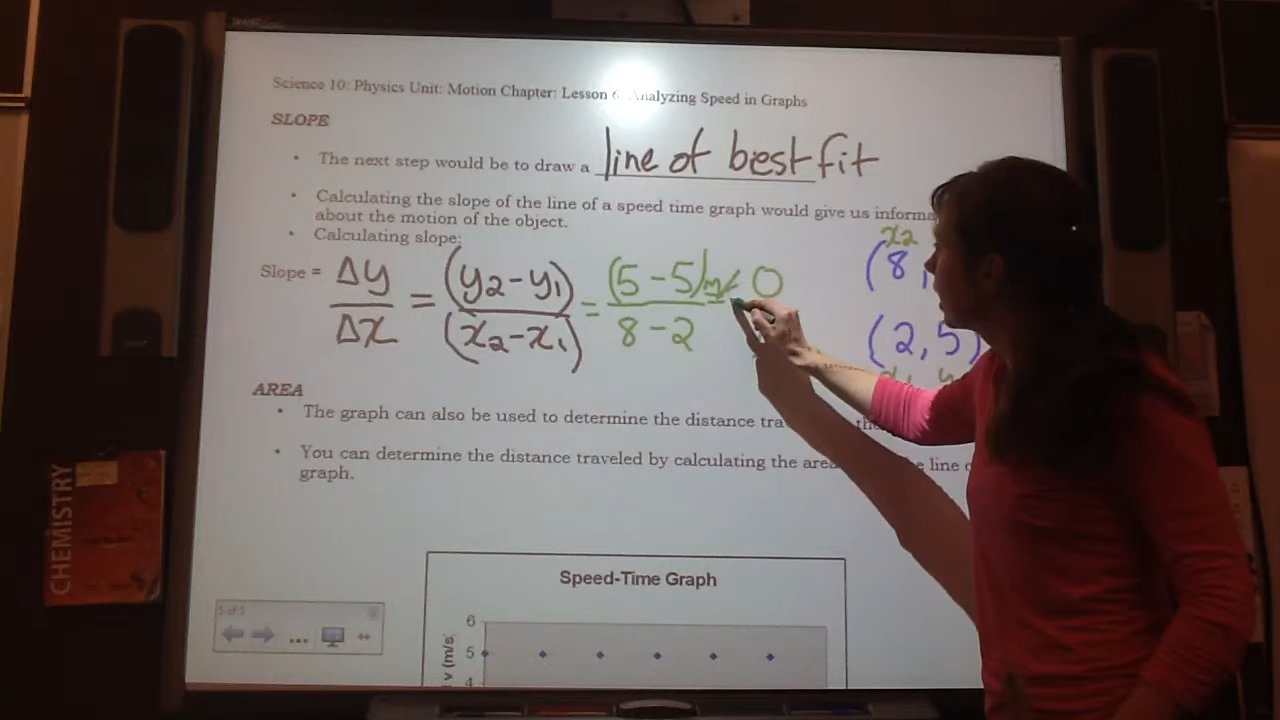 Science 10: Physics Unit: Motion Chapter: Lesson 6 Analyzing Speed in Graphs
SLOPE
• The next step would be to draw a line of best fit
• Calculating the slope of the line of a speed time graph would give us
about the motion of the object.
• Calculating slope:
Slope = Δy/Δx = (y2-y1)/(x2-x1) = (5-5)/8-2 0
x2
(8,
(2,5)
AREA
• The graph can also be used to determine the distance
• You can determine the distance traveled by calculating the area line
graph.
CHEMISTRY
Speed-Time Graph
6
5
4
v (m/s